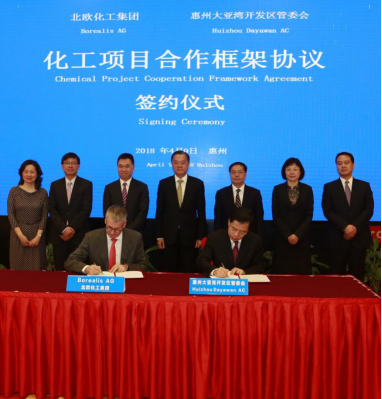 北欧化工集团 惠州大亚湾开发区管委会
Borealis AG Huizhou Dayawan AC
化工项目合作框架协议
Chemical Project Cooperation Framework Agreement
签约仪式
Signing Ceremony
2018 年4月 日 惠州
April Huizhou
Borealis AG
北欧化工集团
惠州大亚湾开发区管委会
Huizhou Dayawan AC